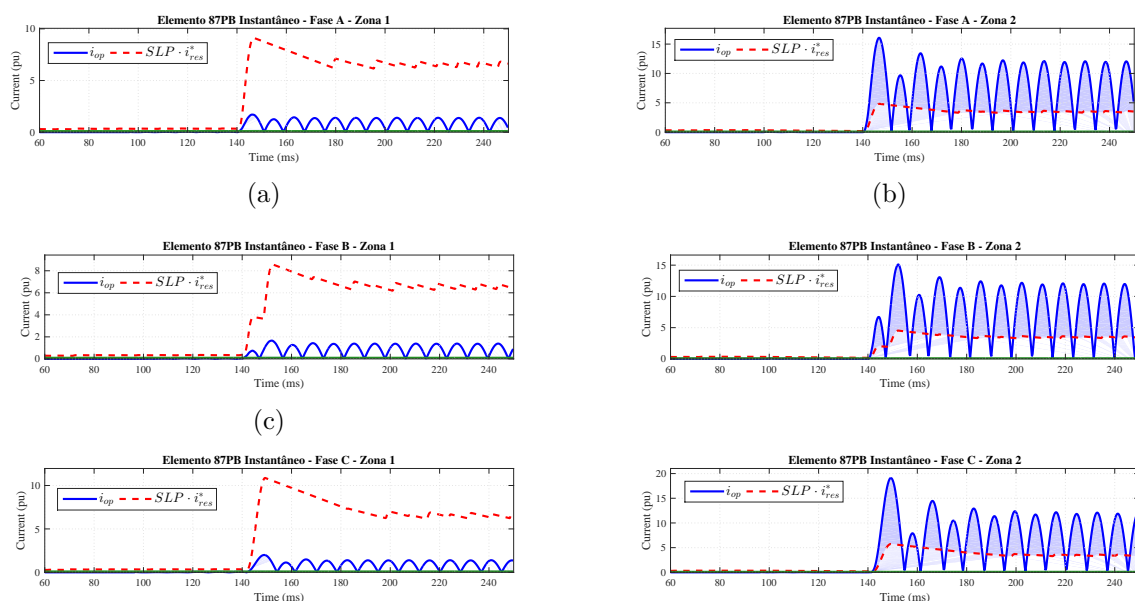 Elemento 87PB Instantâneo - Fase A - Zona 1
Current (pu)
10
5
0
i_op SLP · i*_res
60 80 100 120 140 160 180 200 220 240
Time (ms)
(a)
Elemento 87PB Instantâneo - Fase A - Zona 2
Current (pu)
15
10
5
0
i_op SLP · i*_res
60 80 100 120 140 160 180 200 220 240
Time (ms)
(b)
Elemento 87PB Instantâneo - Fase B - Zona 1
Current (pu)
8
6
4
2
0
i_op SLP · i*_res
60 80 100 120 140 160 180 200 220 240
Time (ms)
(c)
Elemento 87PB Instantâneo - Fase B - Zona 2
Current (pu)
15
10
5
0
i_op SLP · i*_res
60 80 100 120 140 160 180 200 220 240
Time (ms)
Elemento 87PB Instantâneo - Fase C - Zona 1
Current (pu)
10
5
0
i_op SLP · i*_res
60 80 100 120 140 160 180 200 220 240
Time (ms)
Elemento 87PB Instantâneo - Fase C - Zona 2
Current (pu)
20
15
10
5
0
i_op SLP · i*_res
60 80 100 120 140 160 180 200 220 240
Time (ms)